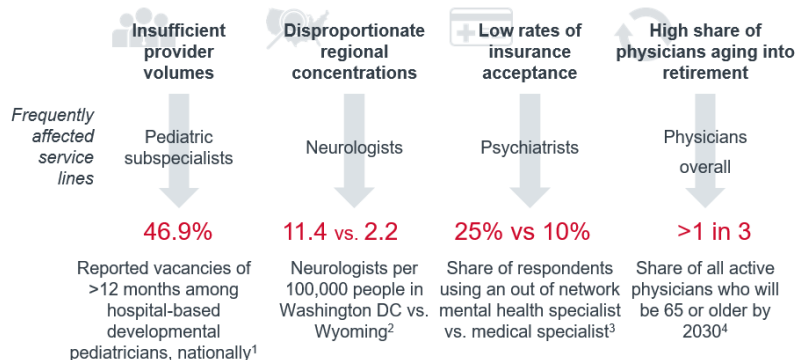 Insufficient
provider
volumes
Disproportionate
regional
concentrations
Low rates of
insurance
acceptance
High share of
physicians aging into
retirement
Frequently
affected
service
lines
Pediatric
subspecialists
Neurologists
Psychiatrists
Physicians
overall
46.9%
11.4 vs. 2.2
25% vs 10%
>1 in 3
Reported vacancies of
>12 months among
hospital-based
developmental
pediatricians, nationally¹
Neurologists per
100,000 people in
Washington DC vs.
Wyoming²
Share of respondents
using an out of network
mental health specialist
vs. medical specialist³
Share of all active
physicians who will
be 65 or older by
2030⁴